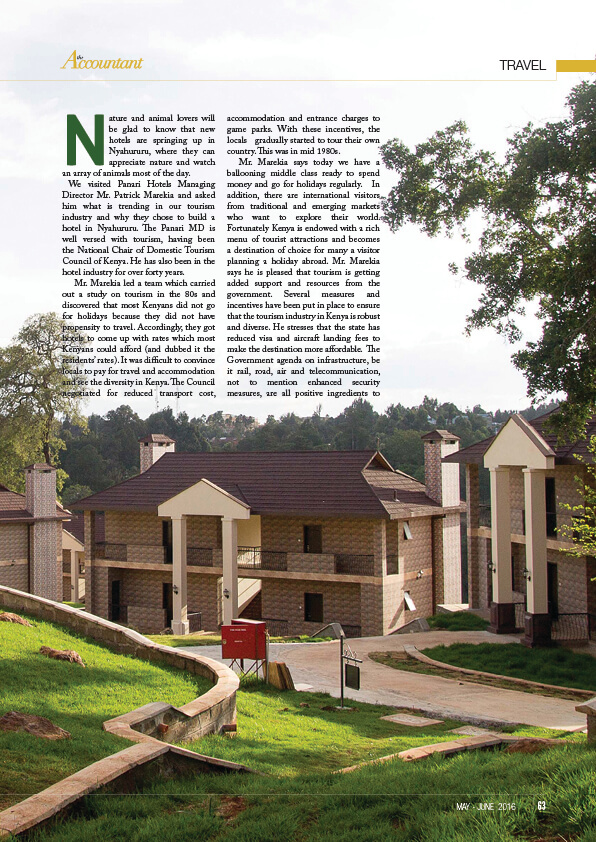 the Accountant
TRAVEL
Nature and animal lovers will
be glad to know that new
hotels are springing up in
Nyahururu, where they can
appreciate nature and watch
an array of animals most of the day.
We visited Panari Hotels Managing
Director Mr. Patrick Marekia and asked
him what is trending in our tourism
industry and why they chose to build a
hotel in Nyahururu. The Panari MD is
well versed with tourism, having been
the National Chair of Domestic Tourism
Council of Kenya. He has also been in the
hotel industry for over forty years.
Mr. Marekia led a team which carried
out a study on tourism in the 80s and
discovered that most Kenyans did not go
for holidays because they did not have
propensity to travel. Accordingly, they got
hotels to come up with rates which most
Kenyans could afford (and dubbed it the
residents' rates). It was difficult to convince
locals to pay for travel and accommodation
and see the diversity in Kenya. The Council
negotiated for reduced transport cost,
accommodation and entrance charges to
game parks. With these incentives, the
locals gradually started to tour their own
country. This was in mid 1980s.
Mr. Marekia says today we have a
ballooning middle class ready to spend
money and go for holidays regularly. In
addition, there are international visitors
from traditional and emerging markets
who want to explore their world.
Fortunately Kenya is endowed with a rich
menu of tourist attractions and becomes
a destination of choice for many a visitor
planning a holiday abroad. Mr. Marekia
says he is pleased that tourism is getting
added support and resources from the
government. Several measures and
incentives have been put in place to ensure
that the tourism industry in Kenya is robust
and diverse. He stresses that the state has
reduced visa and aircraft landing fees to
make the destination more affordable. The
Government agenda on infrastructure, be
it rail, road, air and telecommunication,
not to mention enhanced security
measures, are all positive ingredients to
MAY - JUNE 2016 63